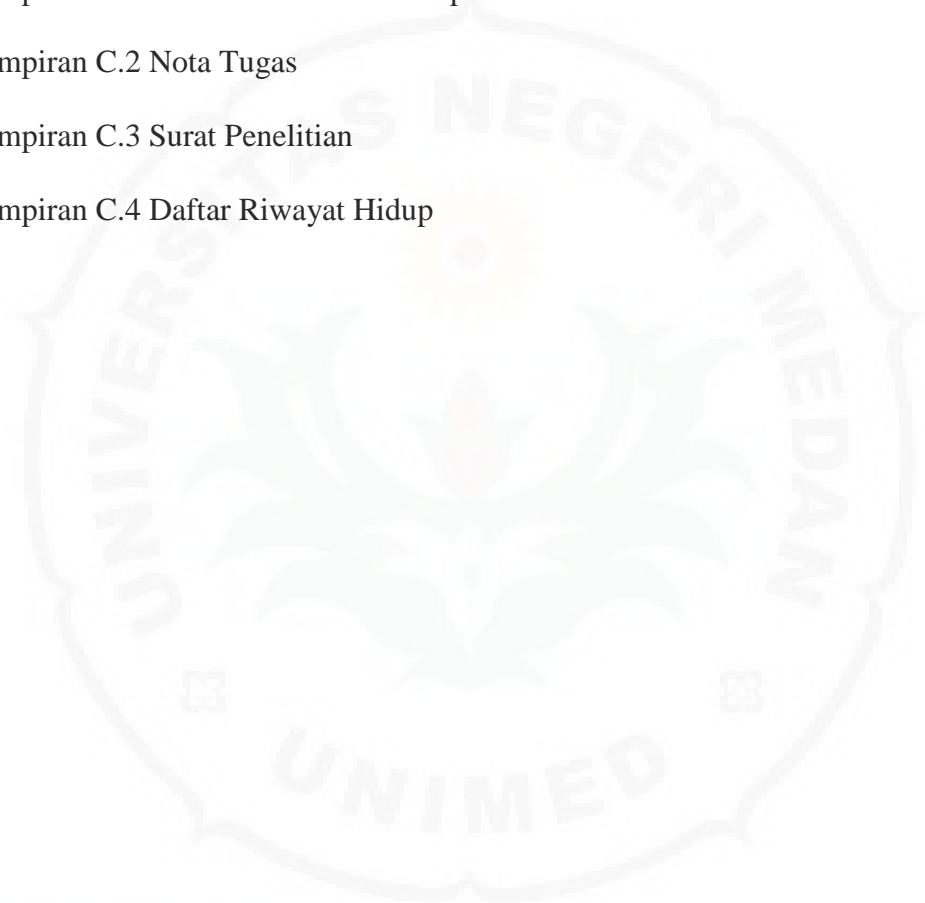 mpiran C.2 Nota Tugas
mpiran C.3 Surat Penelitian
mpiran C.4 Daftar Riwayat Hidup
UNIVERSITAS NEGERI MEDAN
UNIMED